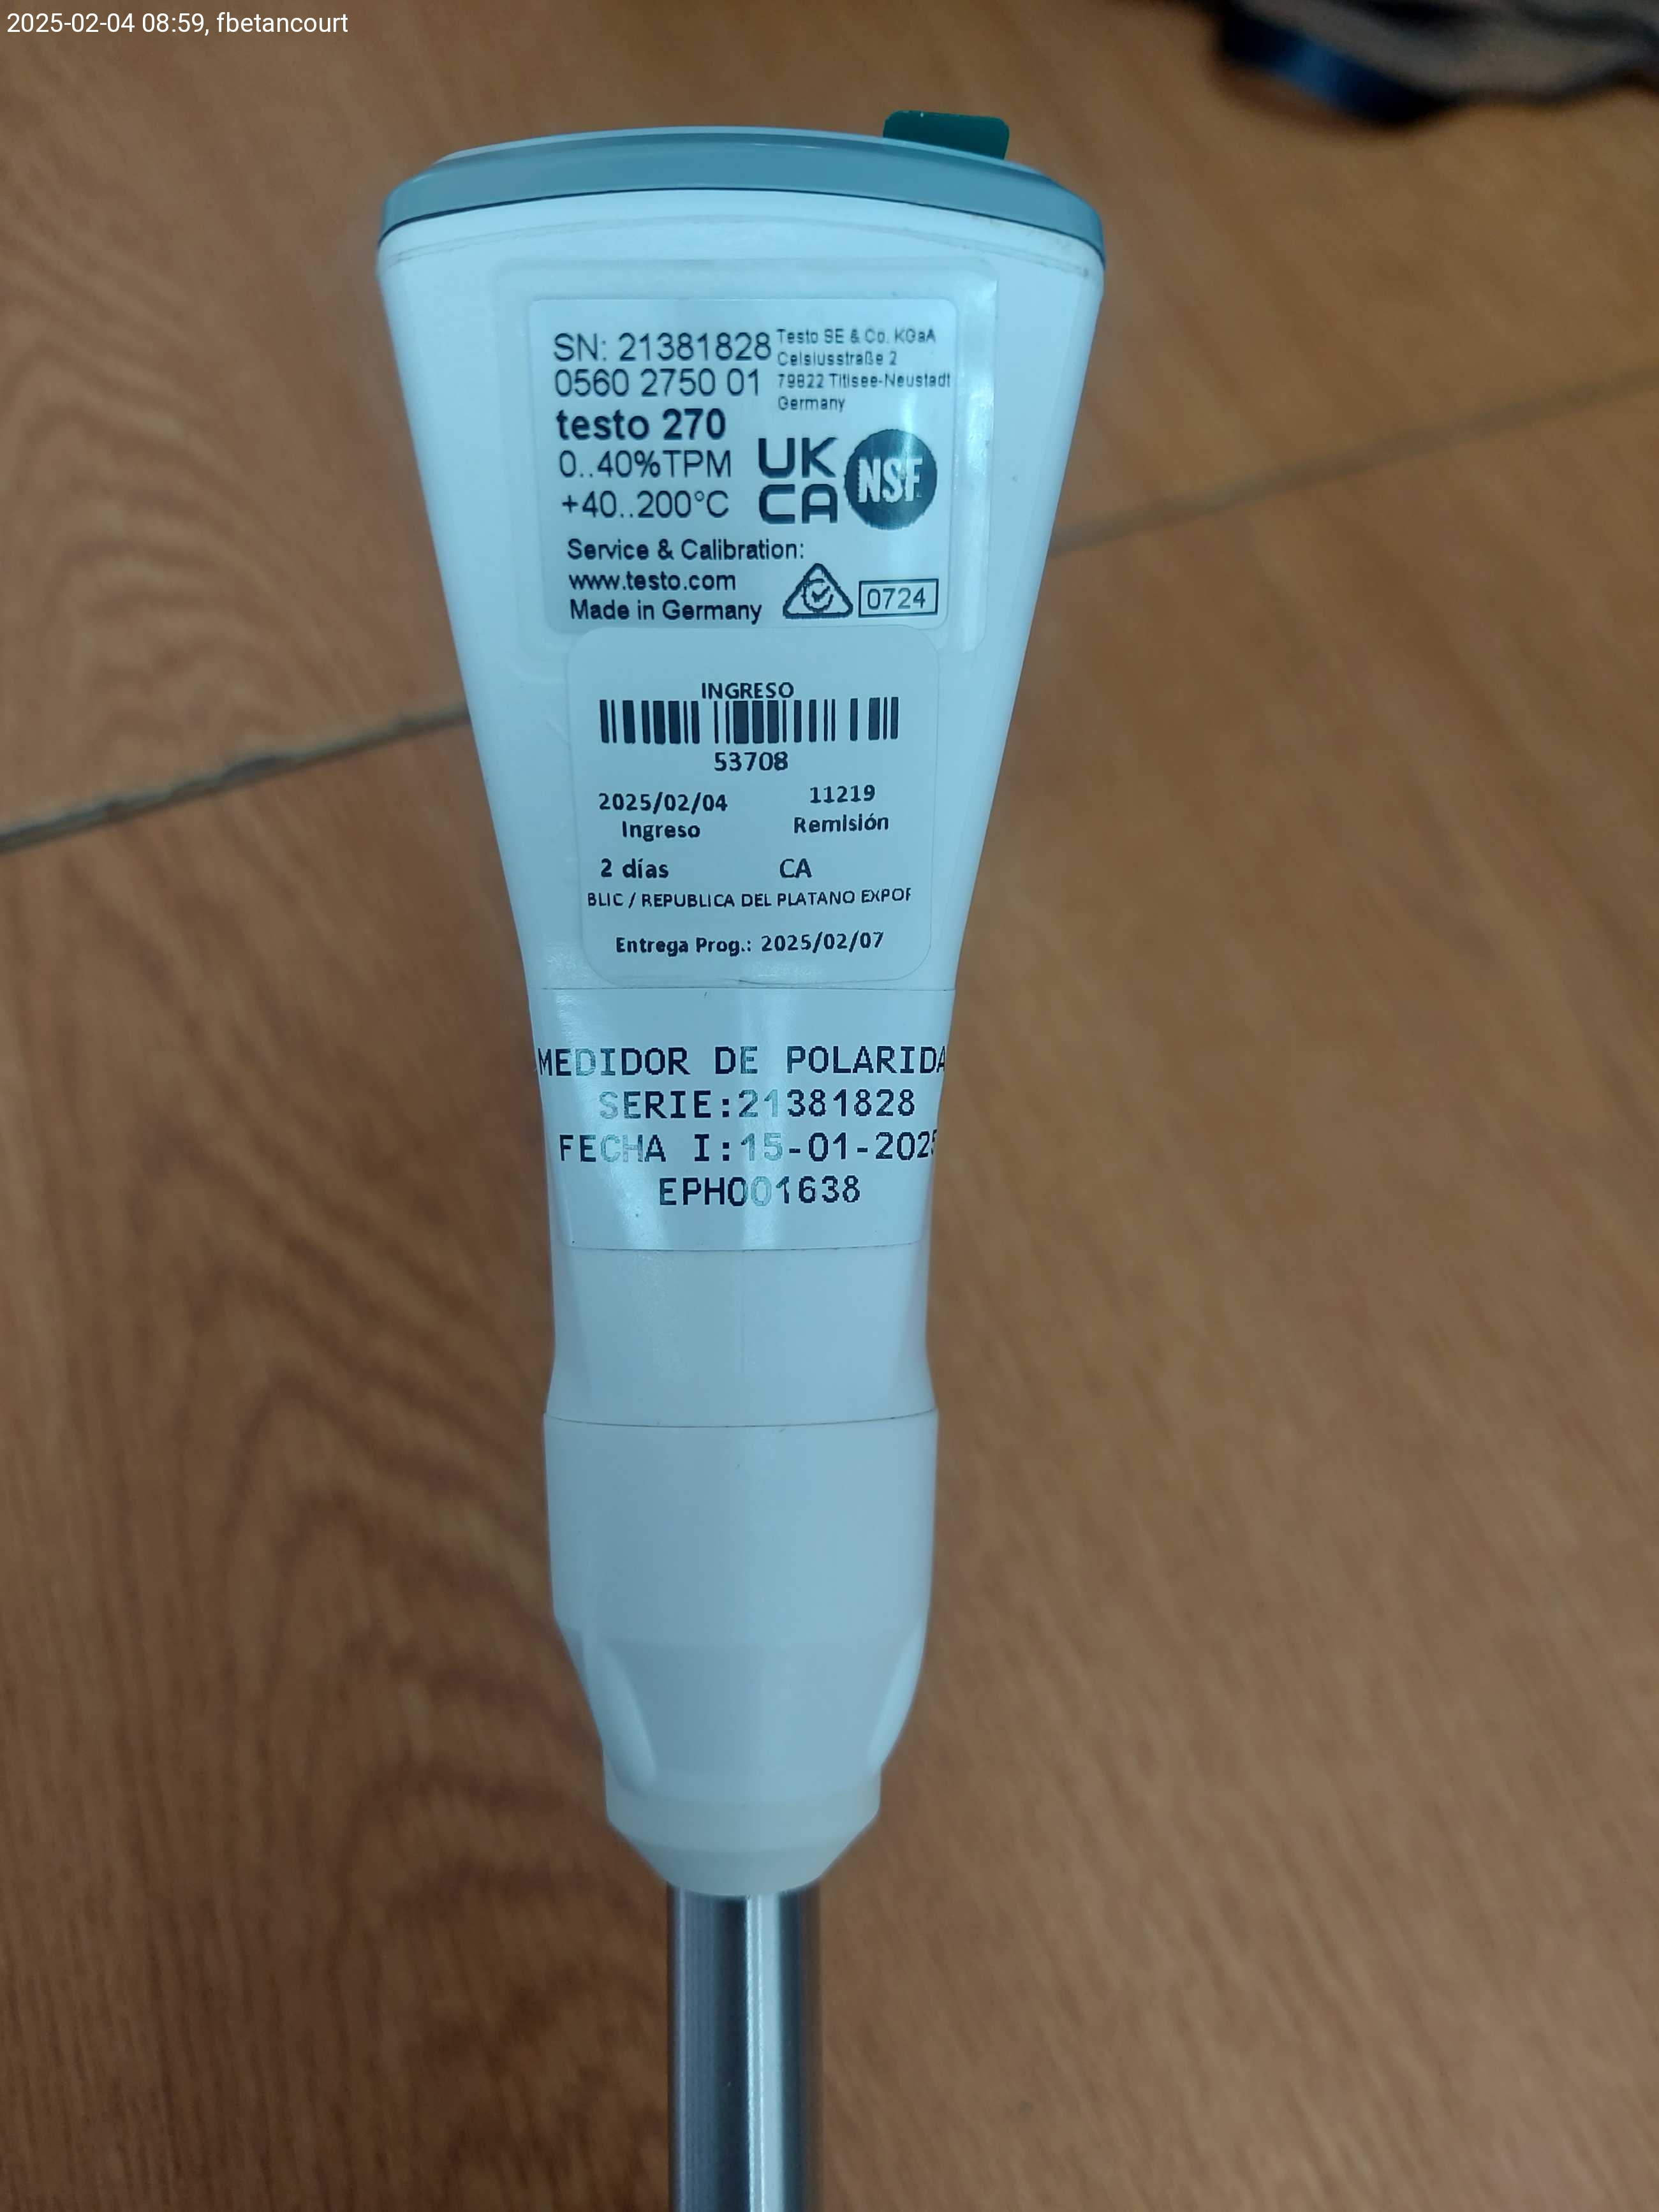 2025-02-04 08:59, fbetancourt
SN: 21381828
0560 2750 01
testo 270
0..40%TPM
+40..200°C
Testo SE & Co. KGaA
Celsiusstraße 2
79822 Titisee-Neustadt
Germany
UK
CA
NSF
Service & Calibration:
www.testo.com
Made in Germany
0724
INGRESO
53708
2025/02/04 11219
Ingreso Remisión
2 días CA
BLIC / REPUBLICA DEL PLATANO EXPOR
Entrega Prog.: 2025/02/07
MEDIDOR DE POLARIDA
SERIE:21381828
FECHA I:15-01-2025
EPH001638